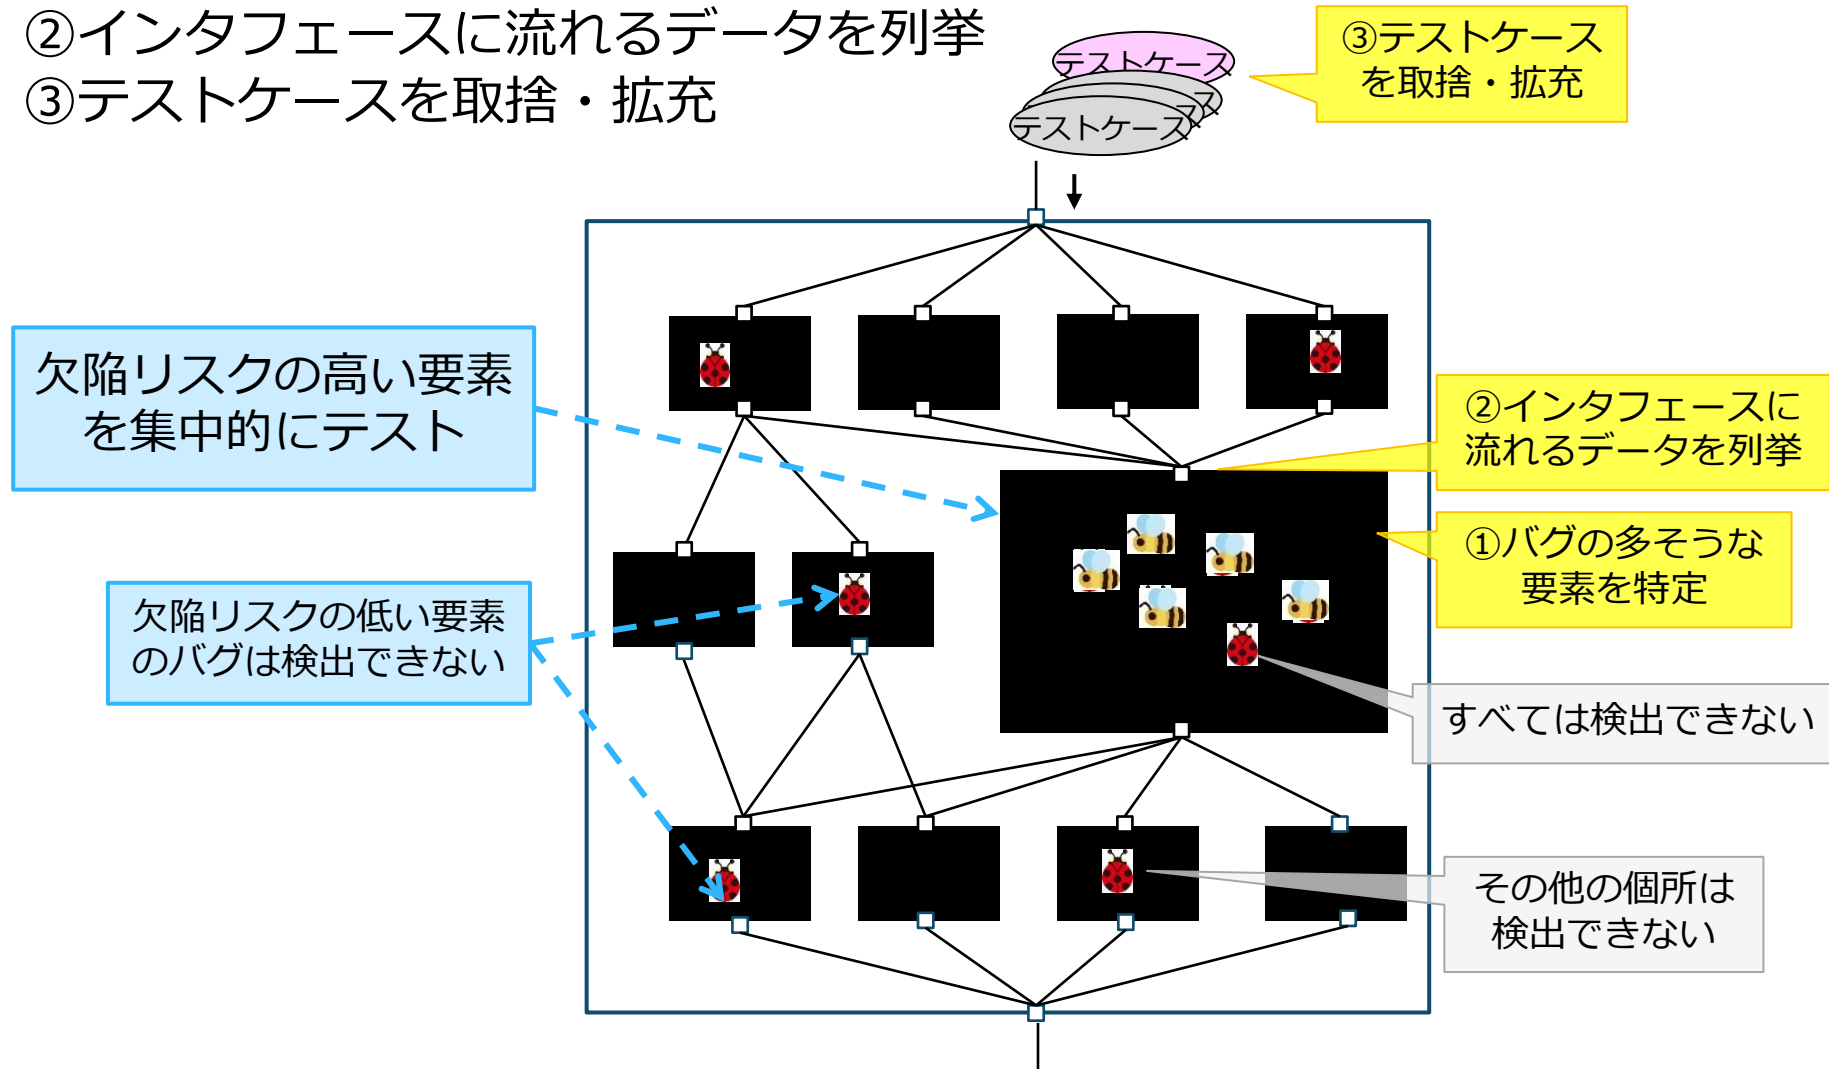 ②インタフェースに流れるデータを列挙
③テストケースを取捨・拡充
テストケース
ス
ス
テストケース
③テストケース
を取捨・拡充
欠陥リスクの高い要素
を集中的にテスト
②インタフェースに
流れるデータを列挙
①バグの多そうな
要素を特定
欠陥リスクの低い要素
のバグは検出できない
すべては検出できない
その他の個所は
検出できない